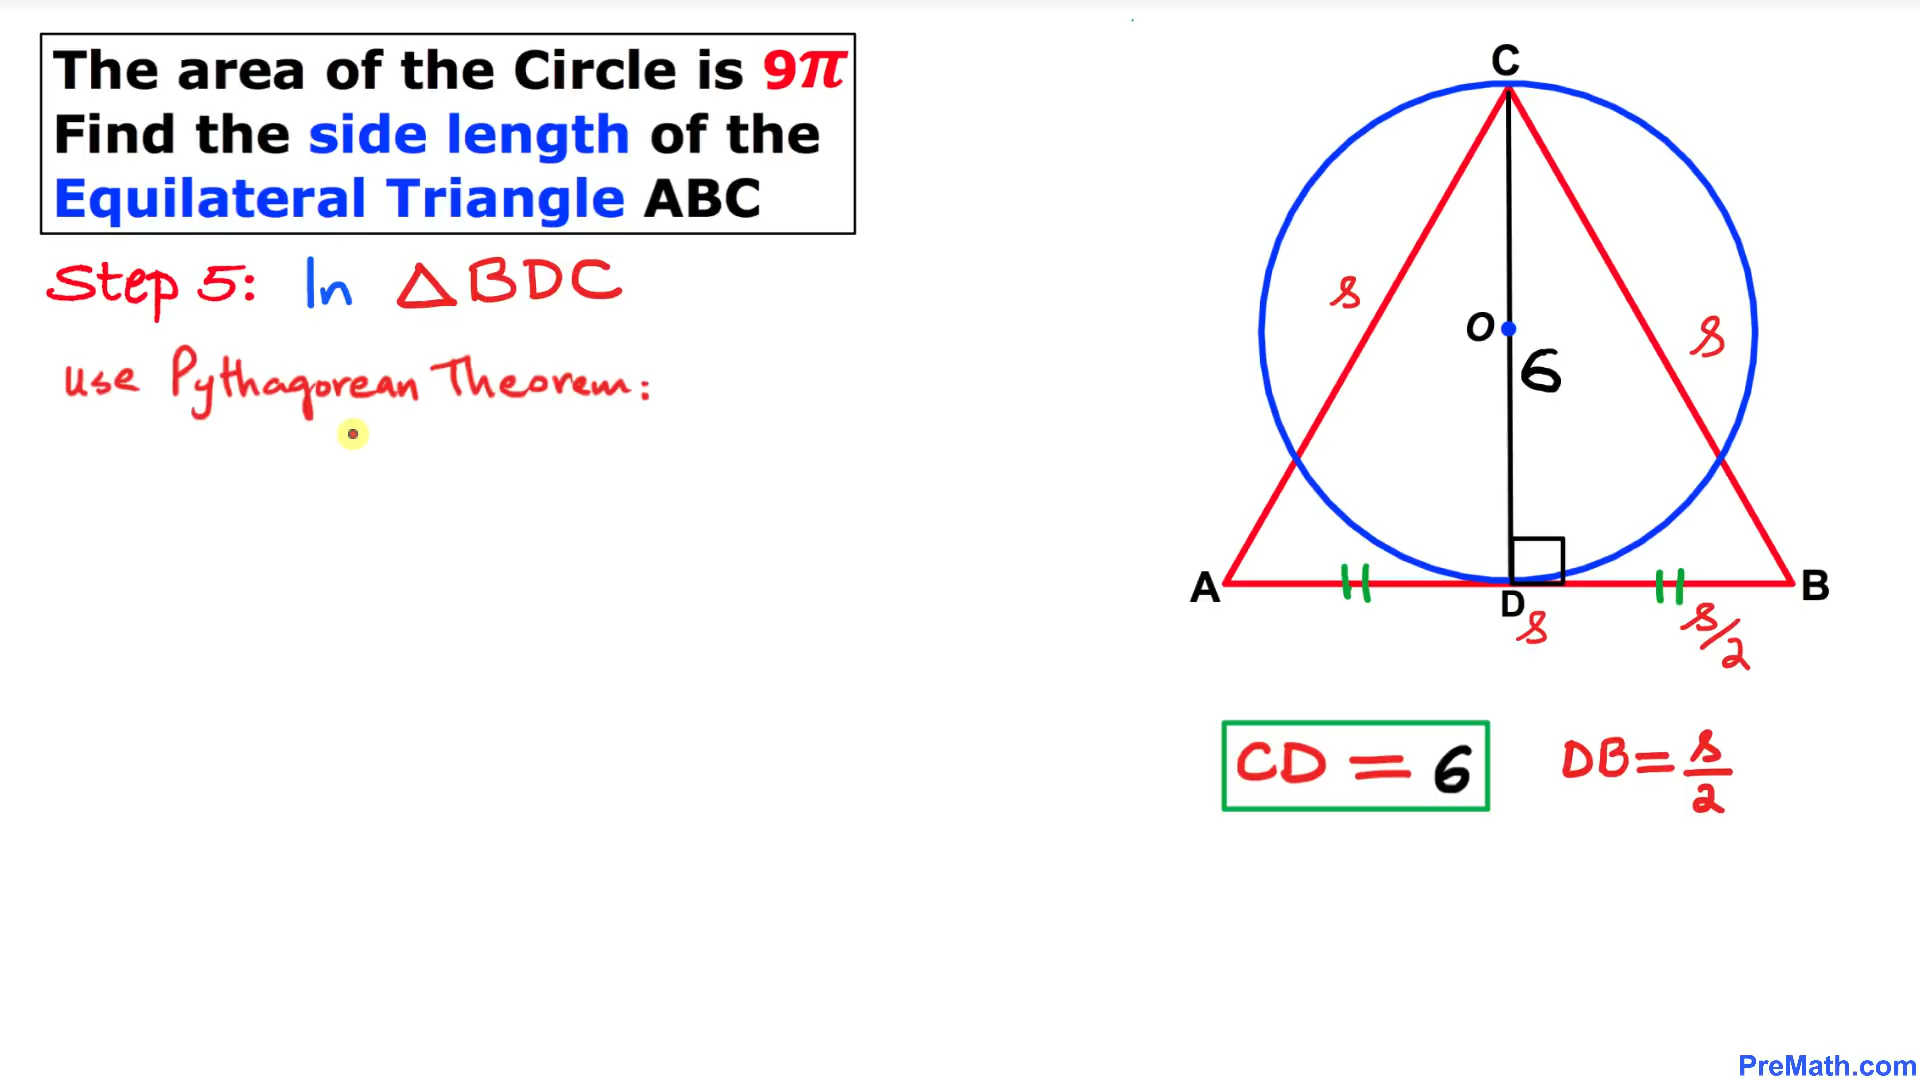 The area of the Circle is 9π
Find the side length of the
Equilateral Triangle ABC
Step 5: In △BDC
use Pythagorean Theorem:
C
s
s
O
6
A
D
B
s
s/2
CD = 6
DB = s/2
PreMath.com